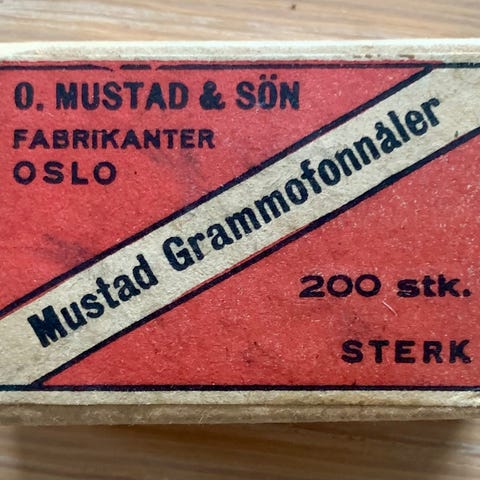 O. MUSTAD & SÖN
FABRIKANTER
OSLO
Mustad Grammofonnåler
200 stk.
STERK